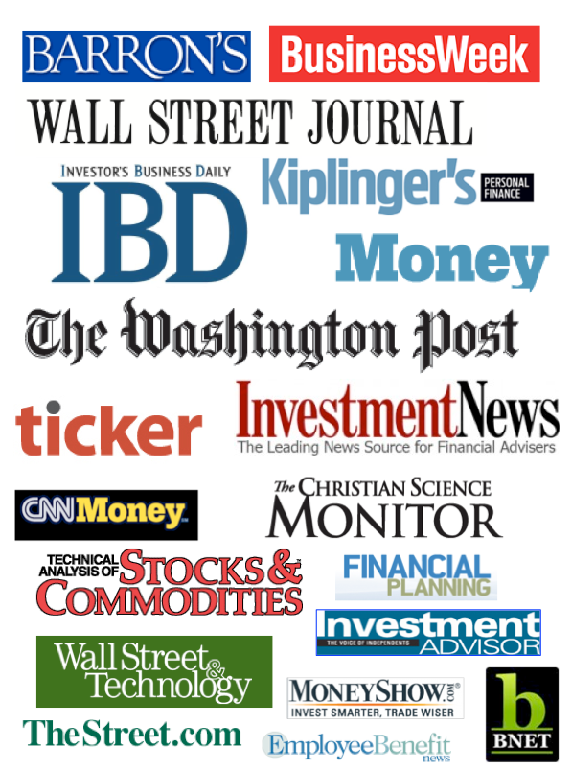 BARRON'S
BusinessWeek
WALL STREET JOURNAL
INVESTOR'S BUSINESS DAILY
IBD
Kiplinger's PERSONAL
FINANCE
Money
The Washington Post
ticker
InvestmentNews
The Leading News Source for Financial Advisers
CNNMoney™
The CHRISTIAN SCIENCE
MONITOR
TECHNICAL
ANALYSIS OF STOCKS &
COMMODITIES
FINANCIAL
PLANNING
Investment
THE VOICE OF INDEPENDENTS
ADVISOR
Wall Street
& Technology
MONEYSHOW.COM®
INVEST SMARTER, TRADE WISER
b
BNET
TheStreet.com
EmployeeBenefit
news